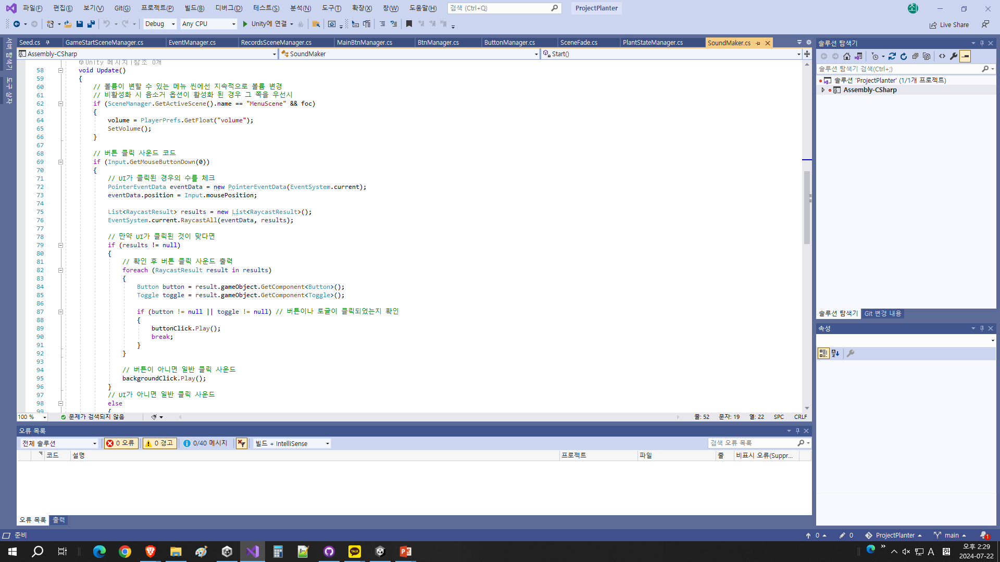 파일(F) 편집(E) 보기(V) Git(G) 프로젝트(P) 빌드(B) 디버그(D) 테스트(S) 분석(N) 도구(T) 확장(X) 창(W) 도움말(H) 검색 (Ctrl+Q) ProjectPlanter 최
Debug Any CPU Unity에 연결 Live Share
서버 탐색기
도구 상자
Seed.cs GameStartSceneManager.cs EventManager.cs RecordsSceneManager.cs MainBtnManager.cs BtnManager.cs ButtonManager.cs SceneFade.cs PlantStateManager.cs SoundMaker.cs
Assembly-CSharp SoundMaker Start()
Unity 메시지|참조 0개
58 void Update()
59 {
60 // 볼륨이 변할 수 있는 메뉴 씬에선 지속적으로 볼륨 변경
61 // 비활성화 시 음소거 옵션이 활성화 된 경우 그 쪽을 우선시
62 if (SceneManager.GetActiveScene().name == "MenuScene" && foc)
63 {
64 volume = PlayerPrefs.GetFloat("volume");
65 SetVolume();
66 }
67
68 // 버튼 클릭 사운드 코드
69 if (Input.GetMouseButtonDown(0))
70 {
71 // UI가 클릭된 경우의 수를 체크
72 PointerEventData eventData = new PointerEventData(EventSystem.current);
73 eventData.position = Input.mousePosition;
74
75 List<RaycastResult> results = new List<RaycastResult>();
76 EventSystem.current.RaycastAll(eventData, results);
77
78 // 만약 UI가 클릭된 것이 맞다면
79 if (results != null)
80 {
81 // 확인 후 버튼 클릭 사운드 출력
82 foreach (RaycastResult result in results)
83 {
84 Button button = result.gameObject.GetComponent<Button>();
85 Toggle toggle = result.gameObject.GetComponent<Toggle>();
86
87 if (button != null || toggle != null) // 버튼이나 토글이 클릭되었는지 확인
88 {
89 buttonClick.Play();
90 break;
91 }
92 }
93
94 // 버튼이 아니면 일반 클릭 사운드
95 backgroundClick.Play();
96 }
97 // UI가 아니면 일반 클릭 사운드
98 else
99 {
100 % 문제가 검색되지 않음 줄: 52 문자: 19 열: 22 SPC CRLF
솔루션 탐색기
솔루션 탐색기 검색(Ctrl+;)
솔루션 'ProjectPlanter' (1/1개 프로젝트)
Assembly-CSharp
솔루션 탐색기 Git 변경 내용
속성
오류 목록
전체 솔루션 0 오류 0 경고 0/40 메시지 빌드 + IntelliSense 검색 오류 목록
코드 설명 프로젝트 파일 줄 비표시 오류(Suppr...
오류 목록 출력
준비 0 0 ProjectPlanter main 1
TALK A 한 오후 2:29
2024-07-22